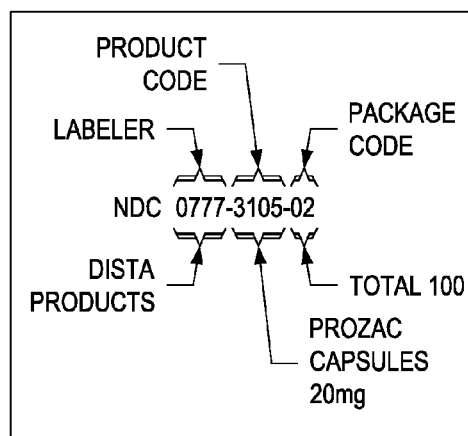 PRODUCT
CODE
LABELER
PACKAGE
CODE
NDC 0777-3105-02
DISTA
PRODUCTS
TOTAL 100
PROZAC
CAPSULES
20mg